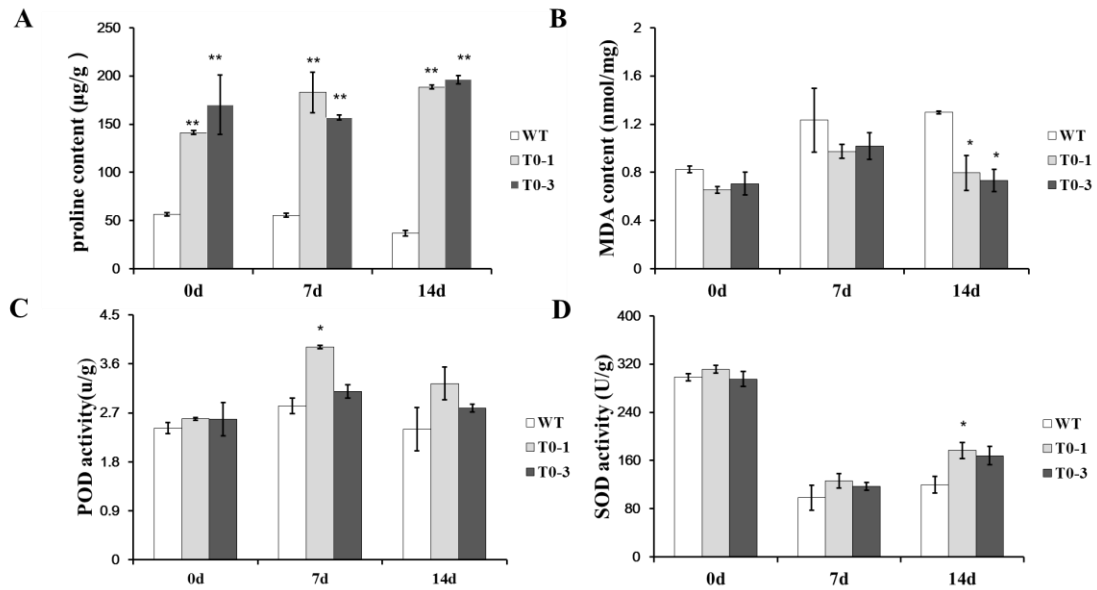 A
proline content (μg/g )
250
200
150
100
50
0
** ** ** ** ** **
0d 7d 14d
WT
T0-1
T0-3
B
MDA content (nmol/mg)
2
1.6
1.2
0.8
0.4
0
* *
0d 7d 14d
WT
T0-1
T0-3
C
POD activity(u/g)
4.5
3.6
2.7
1.8
0.9
0
*
0d 7d 14d
WT
T0-1
T0-3
D
SOD activity (U/g)
400
320
240
160
80
0
*
0d 7d 14d
WT
T0-1
T0-3